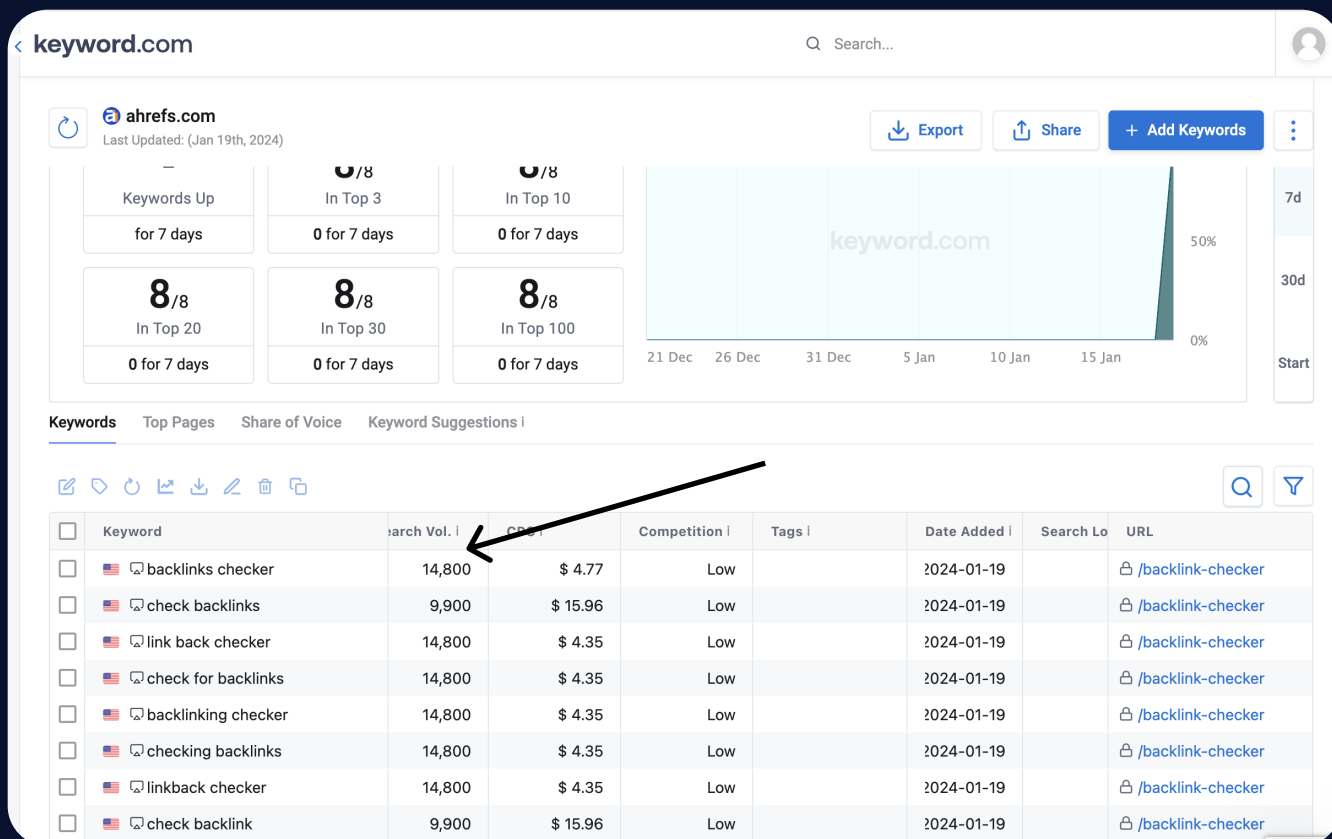 keyword.com
Search...
ahrefs.com
Last Updated: (Jan 19th, 2024)
Export
Share
+ Add Keywords
/8
/8
Keywords Up
In Top 3
In Top 10
for 7 days
0 for 7 days
0 for 7 days
8/8
8/8
8/8
In Top 20
In Top 30
In Top 100
0 for 7 days
0 for 7 days
0 for 7 days
keyword.com
50%
0%
21 Dec 26 Dec 31 Dec 5 Jan 10 Jan 15 Jan
7d
30d
Start
Keywords Top Pages Share of Voice Keyword Suggestions i
Keyword earch Vol. i Competition i Tags i Date Added i Search Lo URL
backlinks checker 14,800 $ 4.77 Low 2024-01-19 /backlink-checker
check backlinks 9,900 $ 15.96 Low 2024-01-19 /backlink-checker
link back checker 14,800 $ 4.35 Low 2024-01-19 /backlink-checker
check for backlinks 14,800 $ 4.35 Low 2024-01-19 /backlink-checker
backlinking checker 14,800 $ 4.35 Low 2024-01-19 /backlink-checker
checking backlinks 14,800 $ 4.35 Low 2024-01-19 /backlink-checker
linkback checker 14,800 $ 4.35 Low 2024-01-19 /backlink-checker
check backlink 9,900 $ 15.96 Low 2024-01-19 /backlink-checker